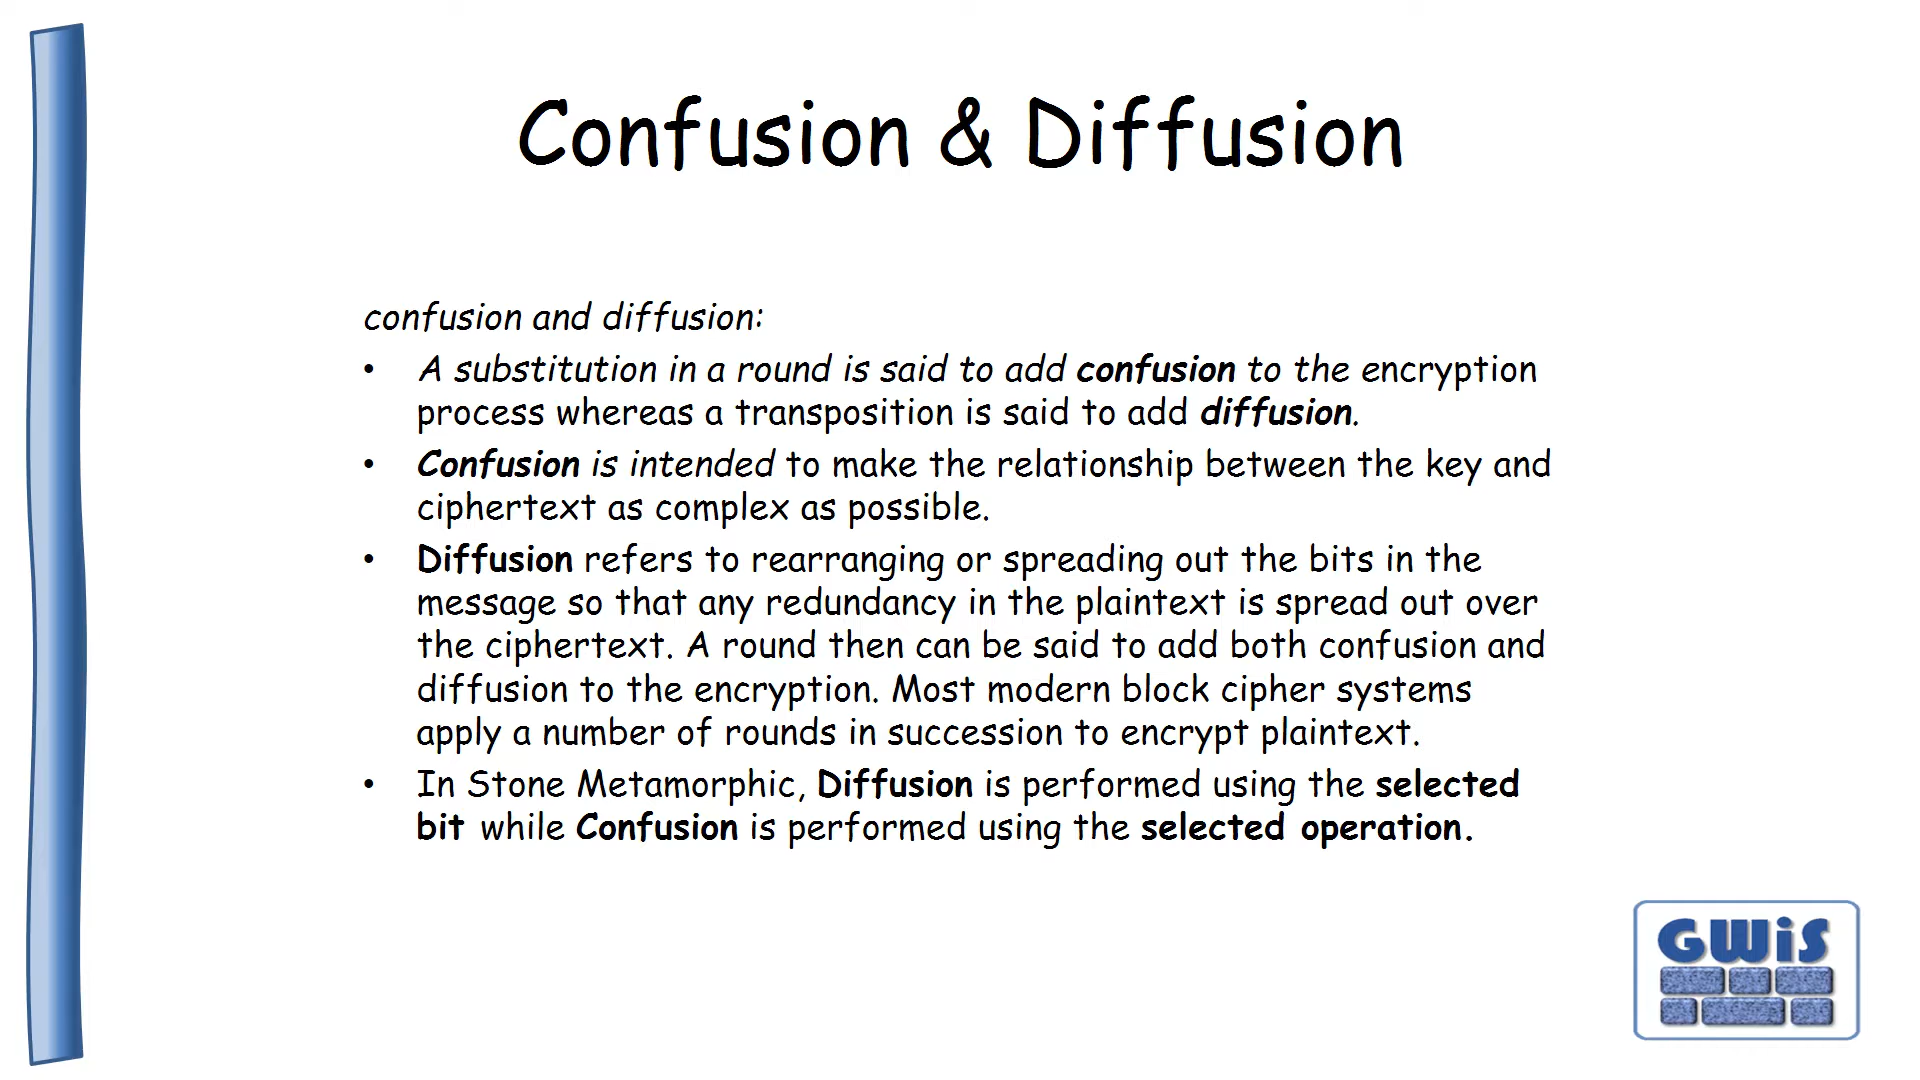 Confusion & Diffusion
confusion and diffusion:
• A substitution in a round is said to add confusion to the encryption
process whereas a transposition is said to add diffusion.
• Confusion is intended to make the relationship between the key and
ciphertext as complex as possible.
• Diffusion refers to rearranging or spreading out the bits in the
message so that any redundancy in the plaintext is spread out over
the ciphertext. A round then can be said to add both confusion and
diffusion to the encryption. Most modern block cipher systems
apply a number of rounds in succession to encrypt plaintext.
• In Stone Metamorphic, Diffusion is performed using the selected
bit while Confusion is performed using the selected operation.
GWiS